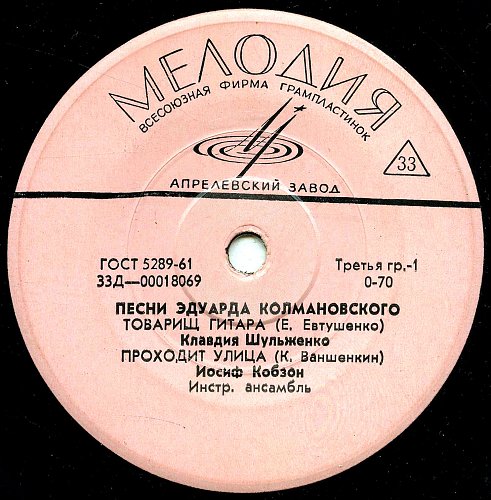 МЕЛОДИЯ
ВСЕСОЮЗНАЯ ФИРМА ГРАМПЛАСТИНОК
33
АПРЕЛЕВСКИЙ ЗАВОД
ГОСТ 5289-61
Третья гр.-1
33Д—00018069
0-70
ПЕСНИ ЭДУАРДА КОЛМАНОВСКОГО
ТОВАРИЩ ГИТАРА (Е. Евтушенко)
Клавдия Шульженко
ПРОХОДИТ УЛИЦА (К. Ваншенкин)
Иосиф Кобзон
Инстр. ансамбль